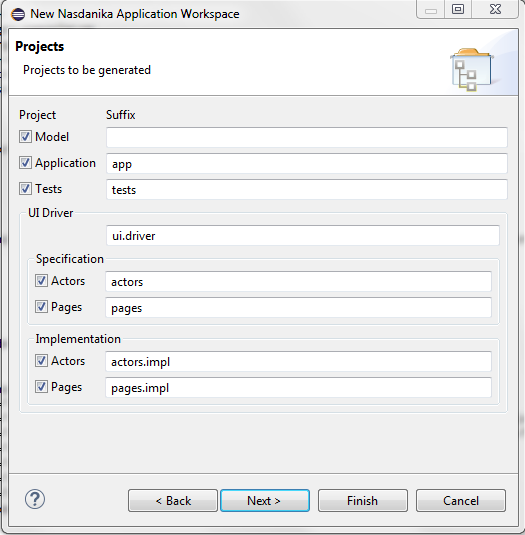 New Nasdanika Application Workspace
Projects
Projects to be generated
Project Suffix
Model
Application app
Tests tests
UI Driver
ui.driver
Specification
Actors actors
Pages pages
Implementation
Actors actors.impl
Pages pages.impl
? < Back Next > Finish Cancel